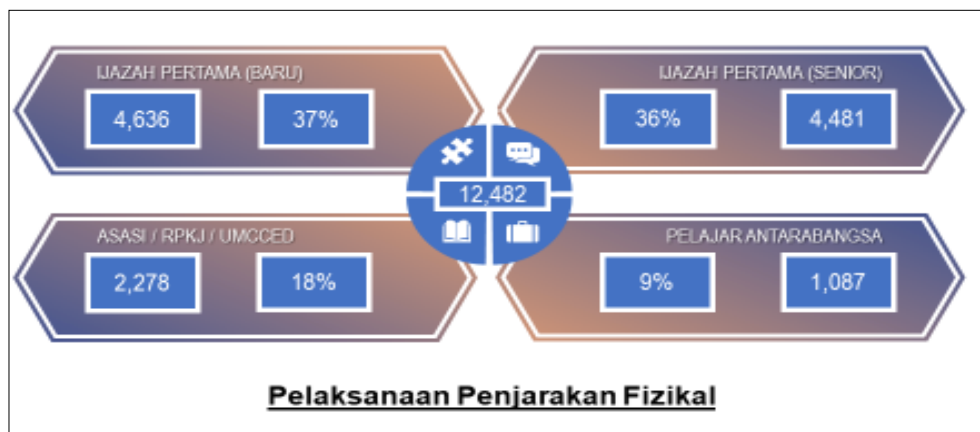 IJAZAH PERTAMA (BARU)
4,636
37%
IJAZAH PERTAMA (SENIOR)
36%
4,481
12,482
ASASI / RPKJ / UMCCED
2,278
18%
PELAJAR ANTARABANGSA
9%
1,087
Pelaksanaan Penjarakan Fizikal